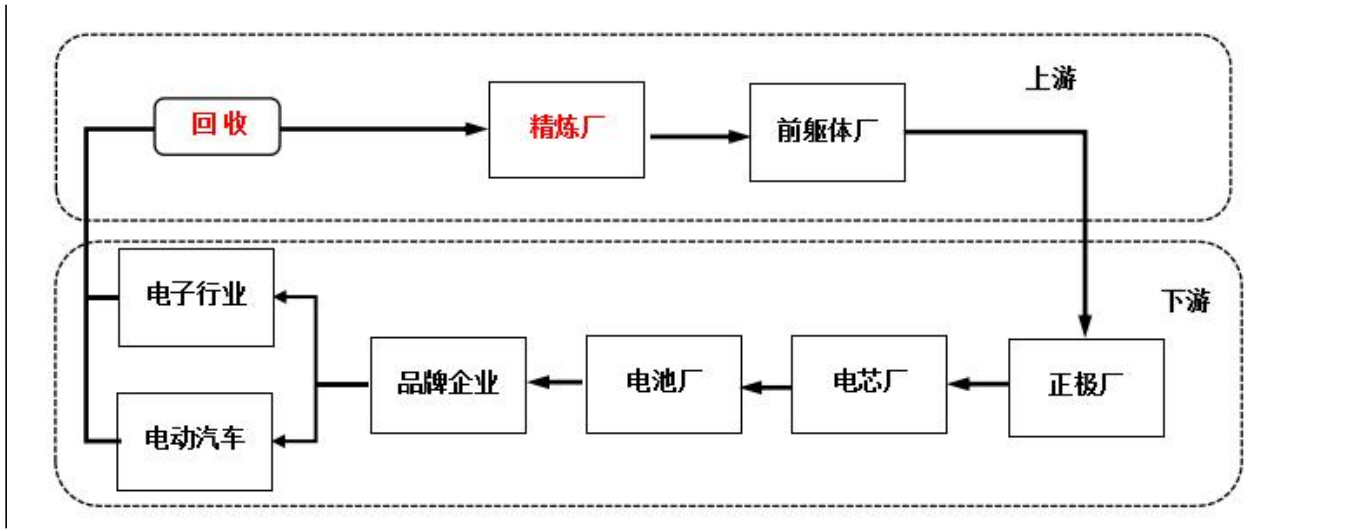 上游
回收
精炼厂
前躯体厂
下游
电子行业
品牌企业
电池厂
电芯厂
正极厂
电动汽车